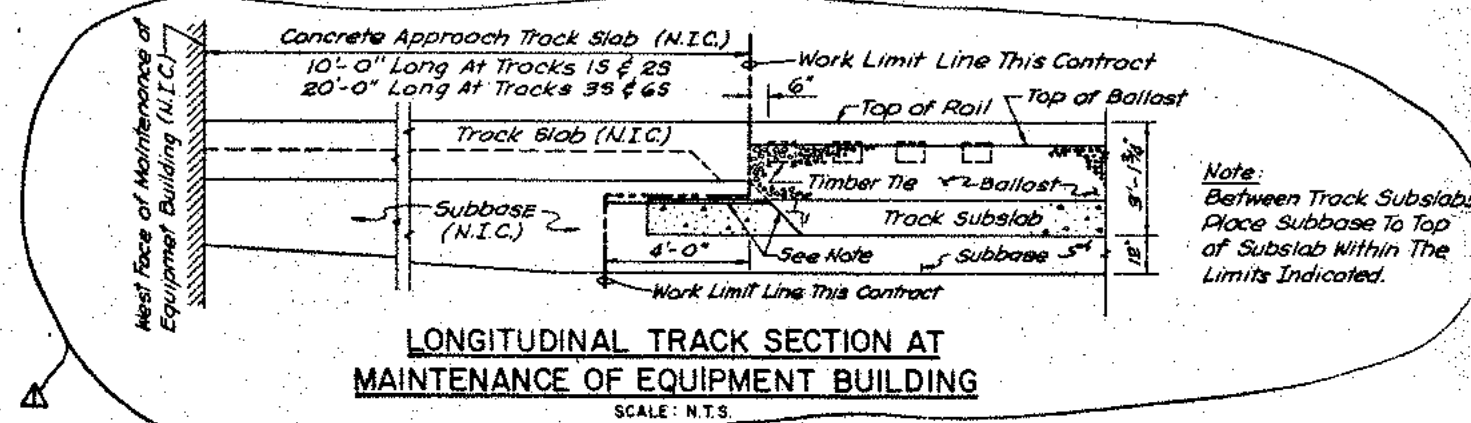 West Face of Maintenance of
Equipment Building (N.I.C.)
Concrete Approach Track Slab (N.I.C.)
10'-0" Long At Tracks 1S & 2S
20'-0" Long At Tracks 3S & 6S
Work Limit Line This Contract
6"
Top of Rail
Top of Ballast
Track Slab (N.I.C.)
Timber Tie
Ballast
3'-1 3/4"
Subbase
(N.I.C.)
Track Subslab
4'-0"
See Note
Subbase
12"
Work Limit Line This Contract
Note:
Between Track Subslabs
Place Subbase To Top
of Subslab Within The
Limits Indicated.
LONGITUDINAL TRACK SECTION AT
MAINTENANCE OF EQUIPMENT BUILDING
SCALE: N.T.S.